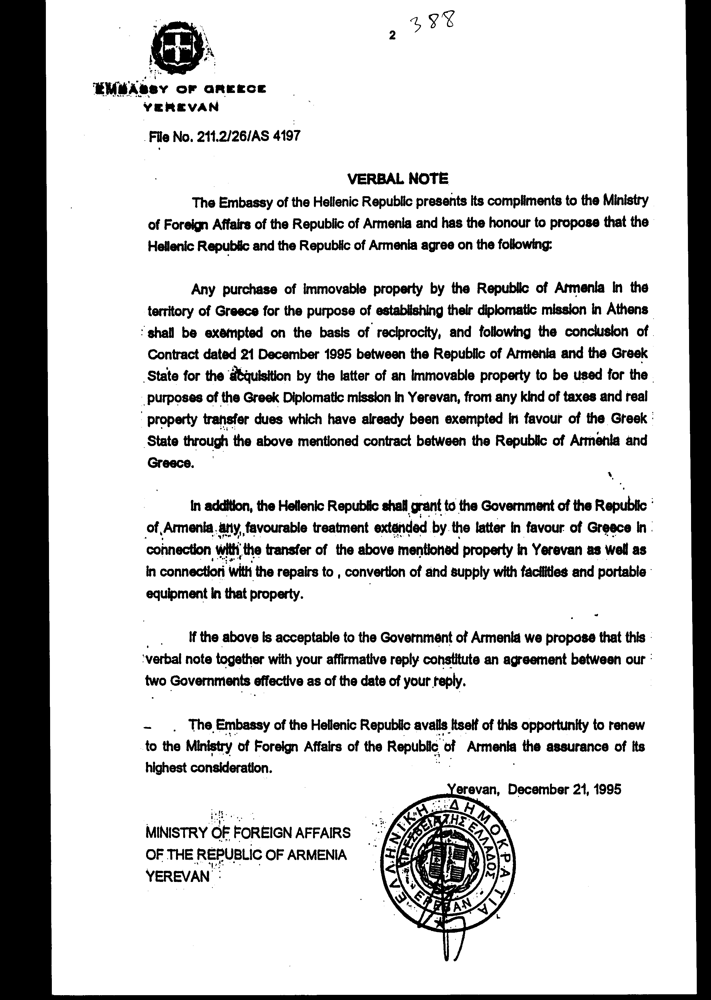 388
2
EMBASSY OF GREECE
YEREVAN
File No. 211.2/26/AS 4197
VERBAL NOTE
The Embassy of the Hellenic Republic presents its compliments to the Ministry
of Foreign Affairs of the Republic of Armenia and has the honour to propose that the
Hellenic Republic and the Republic of Armenia agree on the following:
Any purchase of immovable property by the Republic of Armenia in the
territory of Greece for the purpose of establishing their diplomatic mission in Athens
shall be exempted on the basis of reciprocity, and following the conclusion of
Contract dated 21 December 1995 between the Republic of Armenia and the Greek
State for the acquisition by the latter of an immovable property to be used for the
purposes of the Greek Diplomatic mission in Yerevan, from any kind of taxes and real
property transfer dues which have already been exempted in favour of the Greek
State through the above mentioned contract between the Republic of Armenia and
Greece.
In addition, the Hellenic Republic shall grant to the Government of the Republic
of Armenia any favourable treatment extended by the latter in favour of Greece in
connection with the transfer of the above mentioned property in Yerevan as well as
in connection with the repairs to , convertion of and supply with facilities and portable
equipment in that property.
If the above is acceptable to the Government of Armenia we propose that this
verbal note together with your affirmative reply constitute an agreement between our
two Governments effective as of the date of your reply.
The Embassy of the Hellenic Republic avails itself of this opportunity to renew
to the Ministry of Foreign Affairs of the Republic of Armenia the assurance of its
highest consideration.
Yerevan, December 21, 1995
MINISTRY OF FOREIGN AFFAIRS
OF THE REPUBLIC OF ARMENIA
YEREVAN
ΕΛΛΗΝΙΚΗ ΔΗΜΟΚΡΑΤΙΑ
ΠΡΕΣΒΕΙΑ ΤΗΣ ΕΛΛΑΔΟΣ
ΕΡΕΒΑΝ